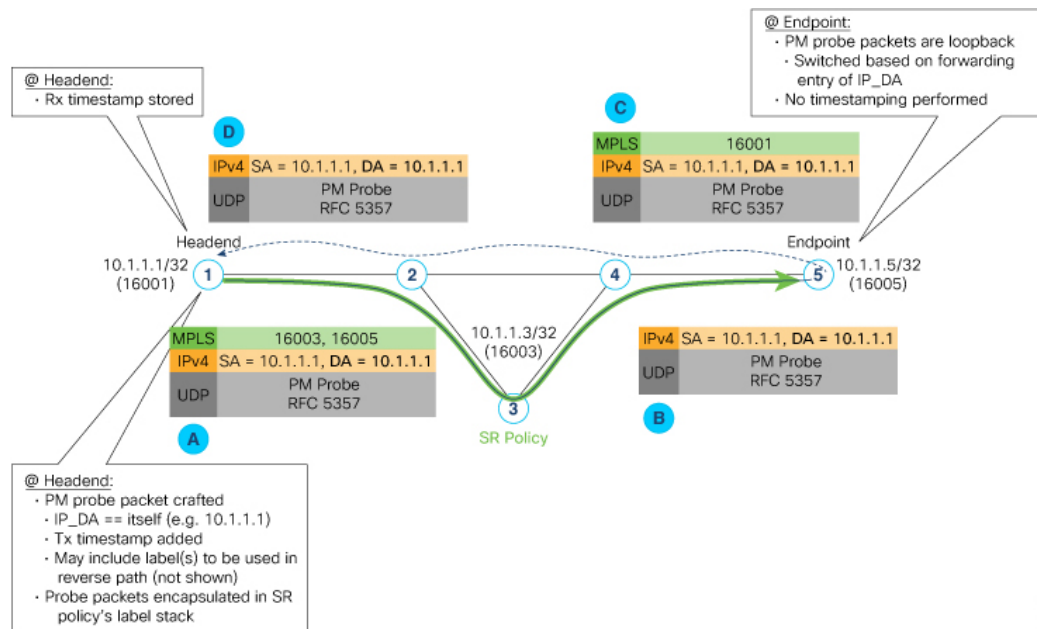 @ Endpoint:
· PM probe packets are loopback
· Switched based on forwarding
entry of IP_DA
· No timestamping performed
@ Headend:
· Rx timestamp stored
D
IPv4 SA = 10.1.1.1, DA = 10.1.1.1
UDP
PM Probe
RFC 5357
C
MPLS 16001
IPv4 SA = 10.1.1.1, DA = 10.1.1.1
UDP
PM Probe
RFC 5357
Headend
10.1.1.1/32
(16001)
1
2
4
5
Endpoint
10.1.1.5/32
(16005)
10.1.1.3/32
(16003)
3
SR Policy
MPLS 16003, 16005
IPv4 SA = 10.1.1.1, DA = 10.1.1.1
UDP
PM Probe
RFC 5357
A
IPv4 SA = 10.1.1.1, DA = 10.1.1.1
UDP
PM Probe
RFC 5357
B
@ Headend:
· PM probe packet crafted
· IP_DA == itself (e.g. 10.1.1.1)
· Tx timestamp added
· May include label(s) to be used in
reverse path (not shown)
· Probe packets encapsulated in SR
policy's label stack